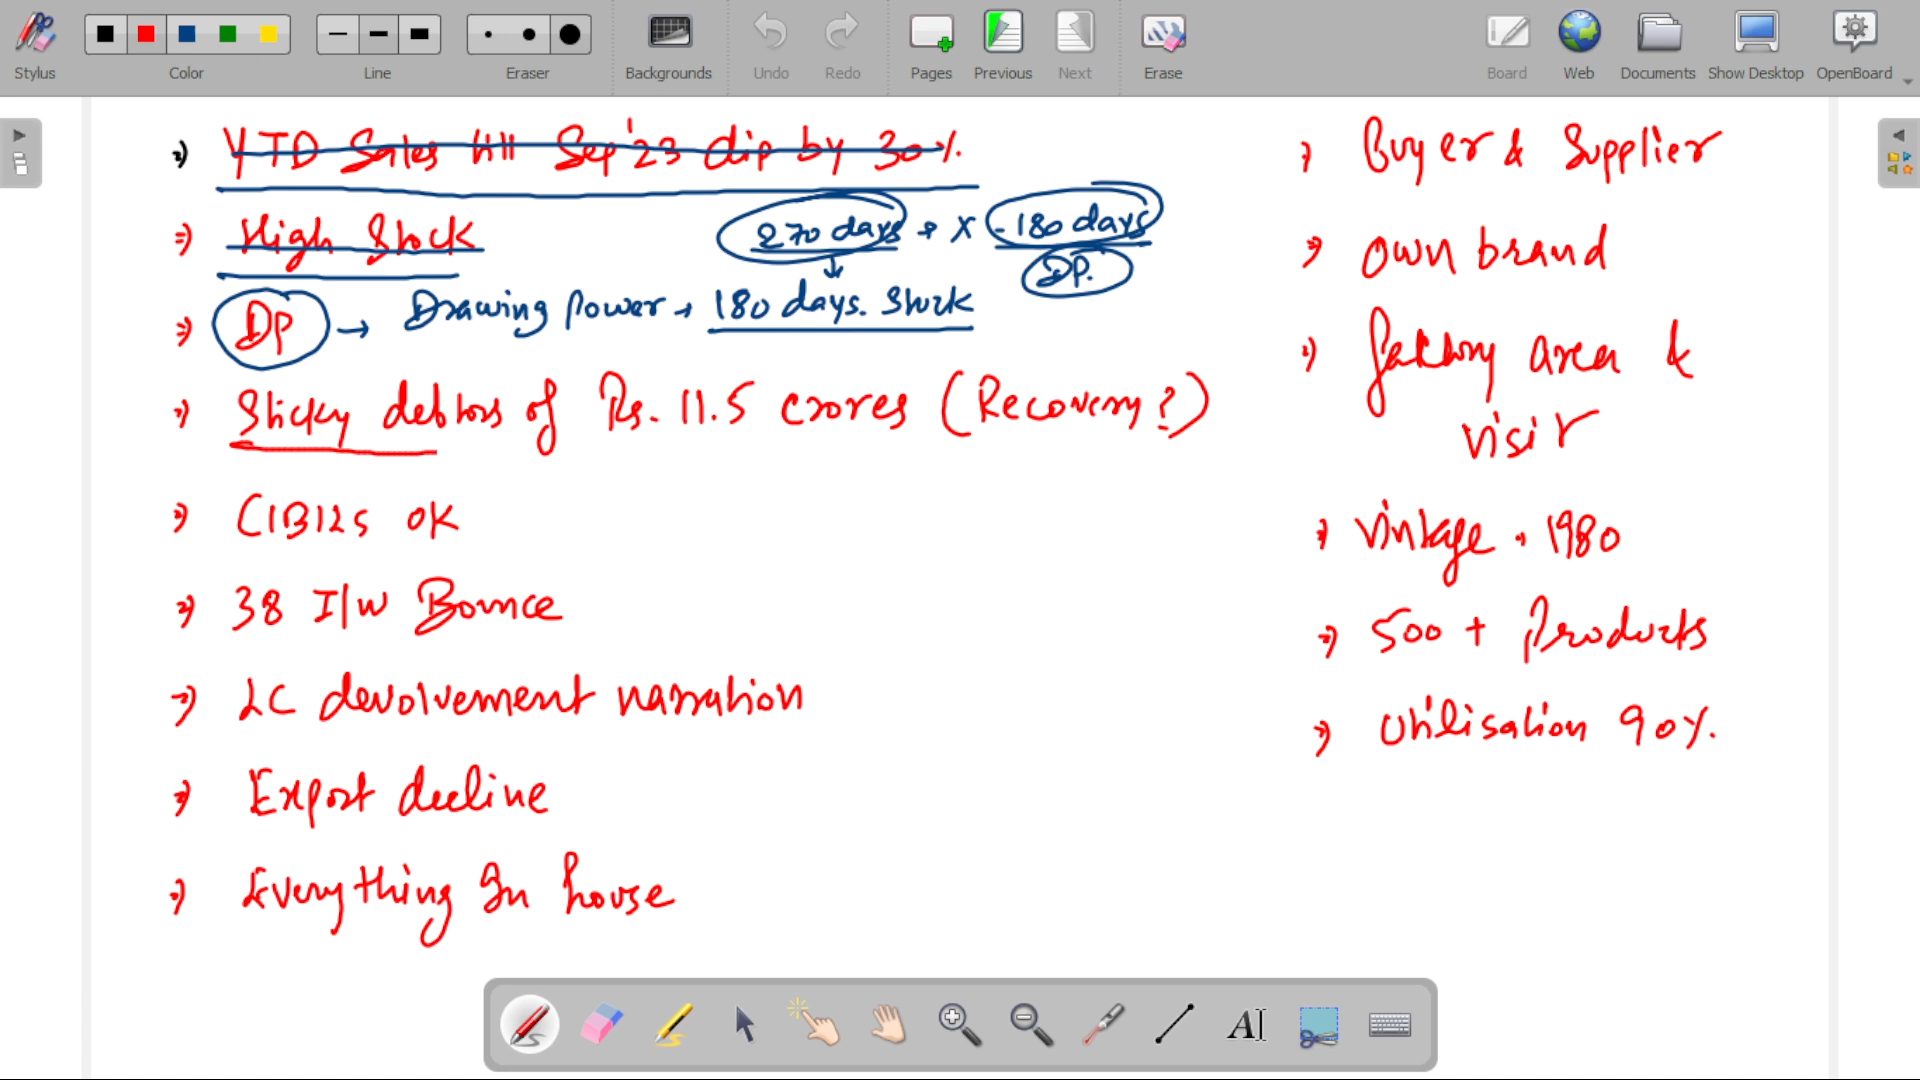 Stylus
Color
Line
Eraser
Backgrounds
Undo
Redo
Pages
Previous
Next
Erase
Board
Web
Documents
Show Desktop
OpenBoard
YTD Sales till Sep'23 dip by 30%.
High Stock
270 days → X - 180 days
DP.
DP → Drawing Power → 180 days. Stock
Sticky debtors of Rs. 11.5 crores (Recovery?)
CIBILs OK
38 I/w Bounce
LC devolvement narration
Export decline
Everything In house
Buyer & Supplier
Own brand
factory area &
visit
Vintage → 1980
500 + Products
Utilisation 90%.
AI